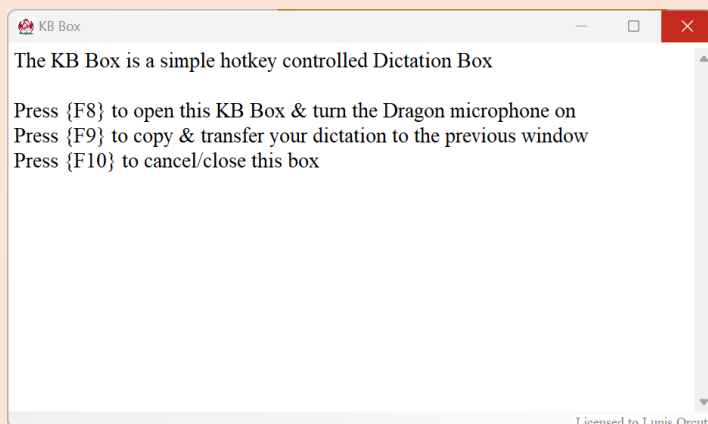 KB Box
The KB Box is a simple hotkey controlled Dictation Box
Press {F8} to open this KB Box & turn the Dragon microphone on
Press {F9} to copy & transfer your dictation to the previous window
Press {F10} to cancel/close this box
Licensed to Lunis